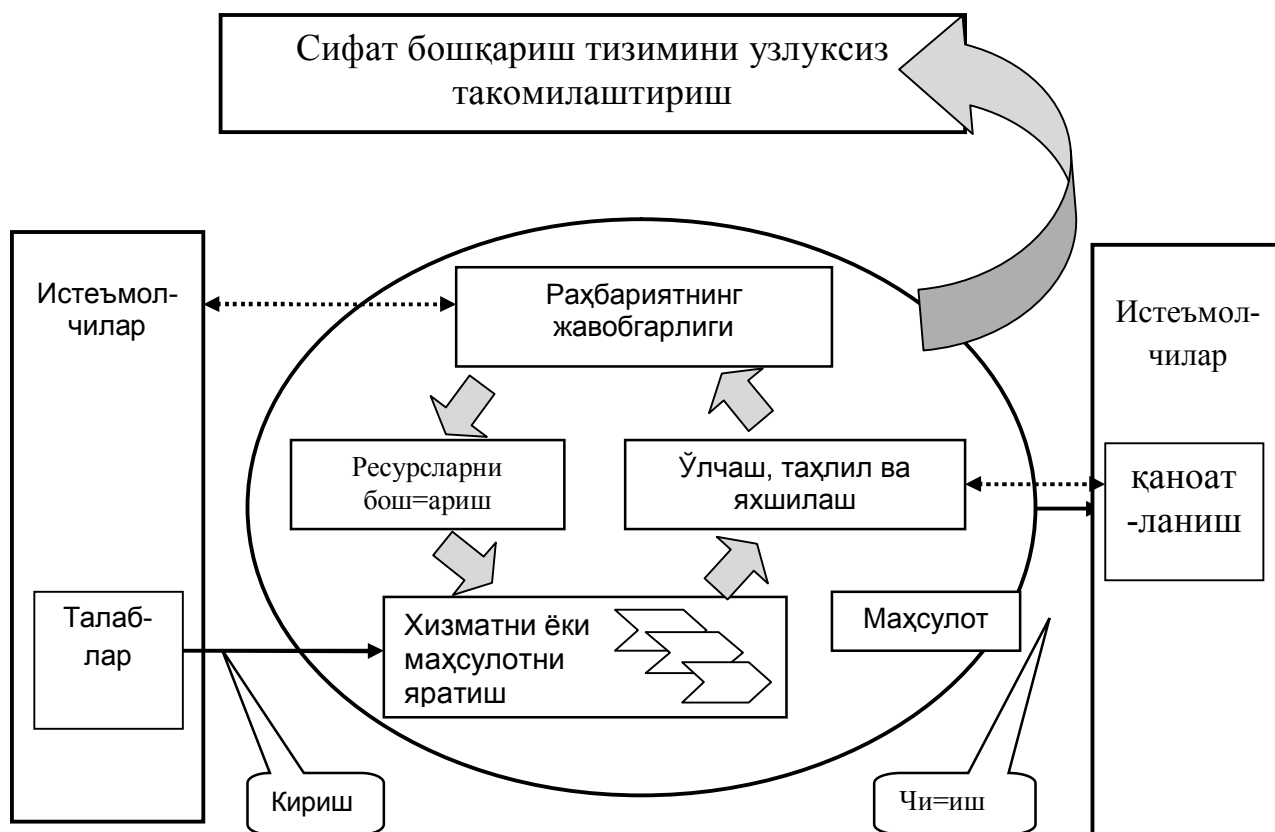 Сифат бошқариш тизимини узлуксиз
такомилаштириш
Истеъмол-
чилар
Раҳбариятнинг
жавобгарлиги
Истеъмол-
чилар
Ресурсларни
бош=ариш
Ўлчаш, таҳлил ва
яхшилаш
қаноат
-ланиш
Талаб-
лар
Хизматни ёки
маҳсулотни
яратиш
Маҳсулот
Кириш
Чи=иш